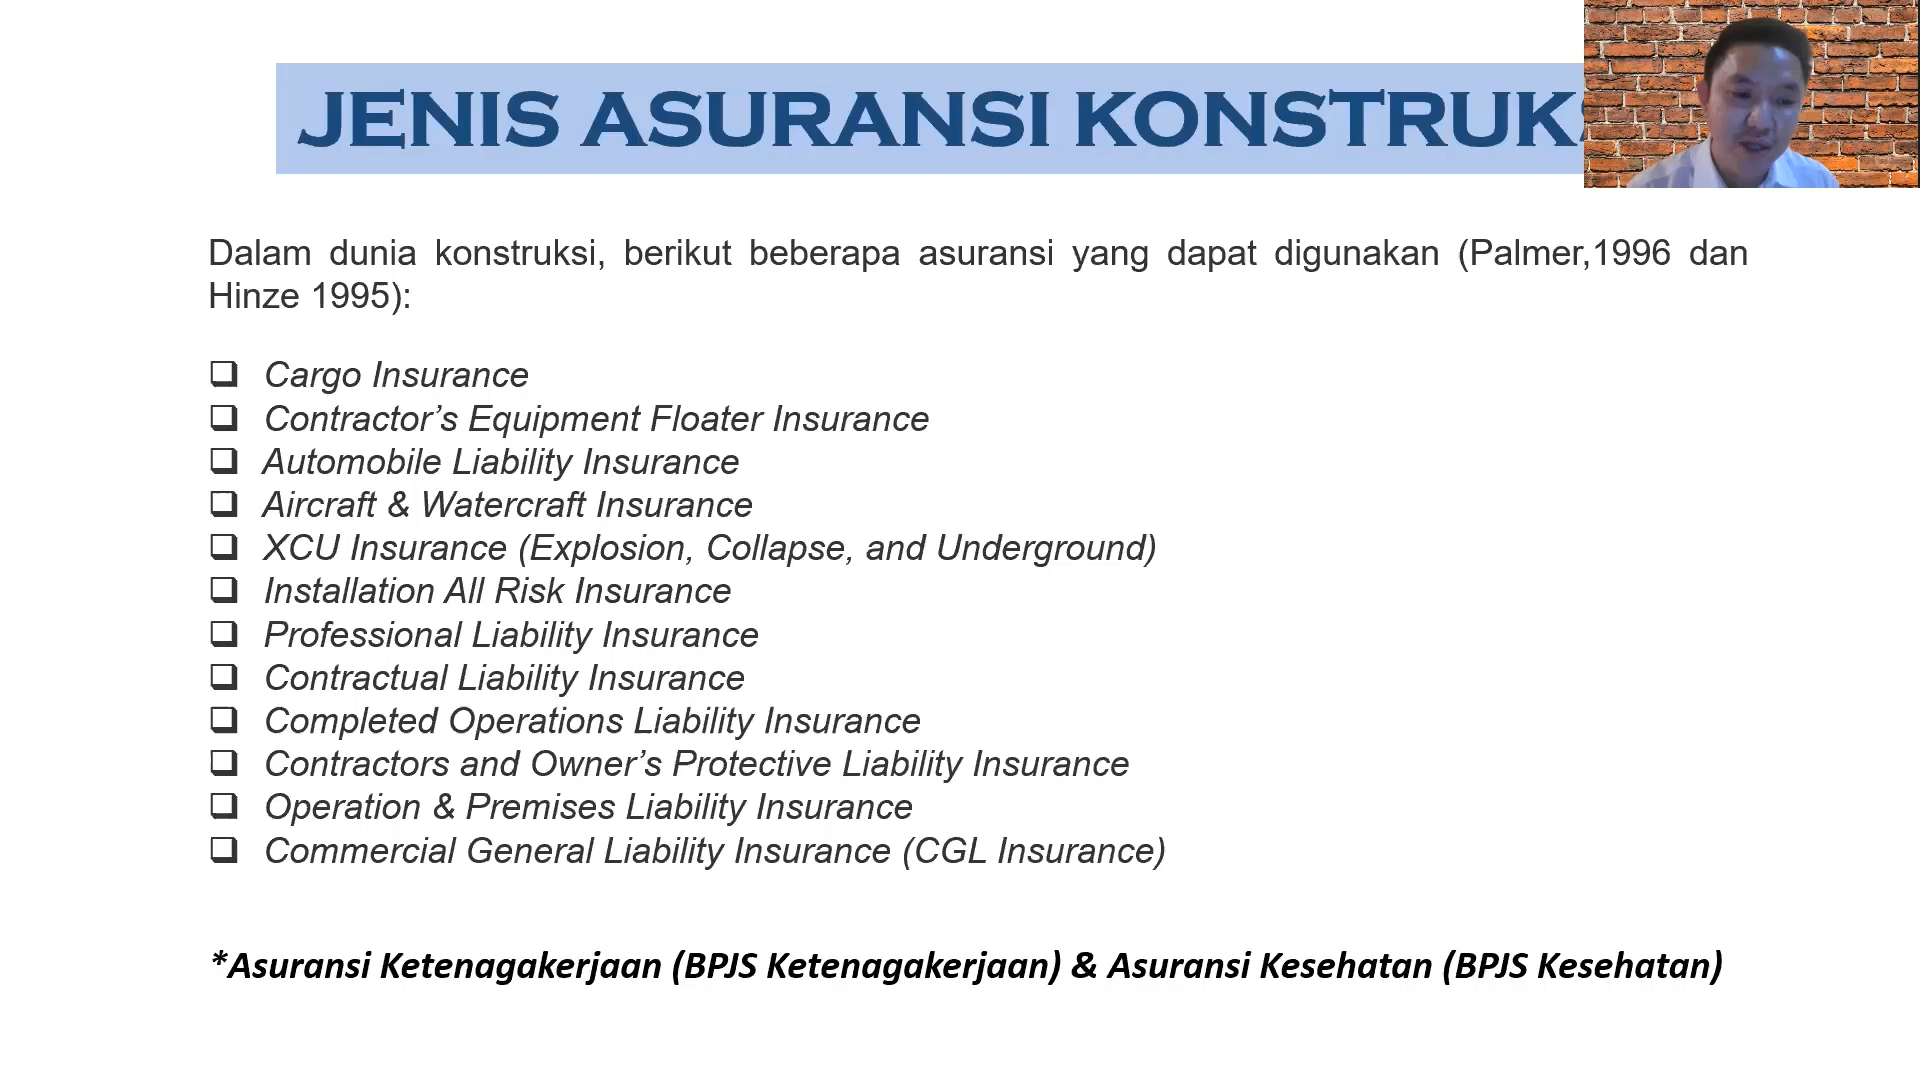 JENIS ASURANSI KONSTRUKS
Dalam dunia konstruksi, berikut beberapa asuransi yang dapat digunakan (Palmer,1996 dan
Hinze 1995):
❑ Cargo Insurance
❑ Contractor’s Equipment Floater Insurance
❑ Automobile Liability Insurance
❑ Aircraft & Watercraft Insurance
❑ XCU Insurance (Explosion, Collapse, and Underground)
❑ Installation All Risk Insurance
❑ Professional Liability Insurance
❑ Contractual Liability Insurance
❑ Completed Operations Liability Insurance
❑ Contractors and Owner’s Protective Liability Insurance
❑ Operation & Premises Liability Insurance
❑ Commercial General Liability Insurance (CGL Insurance)
*Asuransi Ketenagakerjaan (BPJS Ketenagakerjaan) & Asuransi Kesehatan (BPJS Kesehatan)